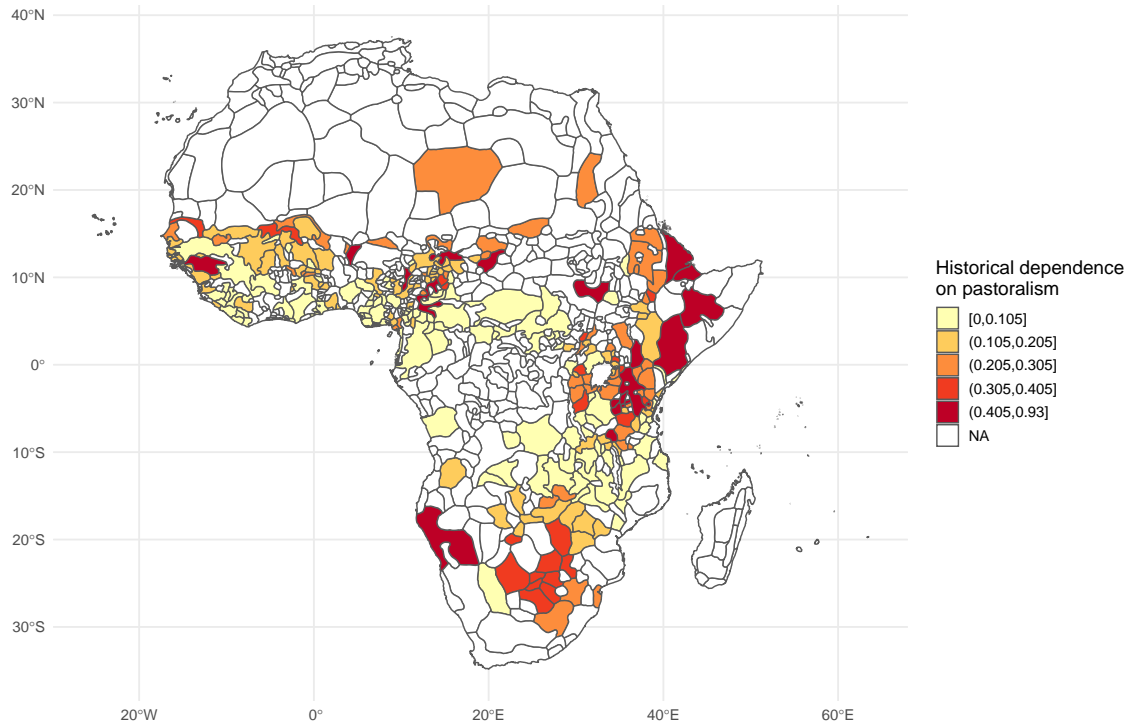 40°N
30°N
20°N
10°N
0°
10°S
20°S
30°S
20°W
0°
20°E
40°E
60°E
Historical dependence
on pastoralism
[0,0.105]
(0.105,0.205]
(0.205,0.305]
(0.305,0.405]
(0.405,0.93]
NA